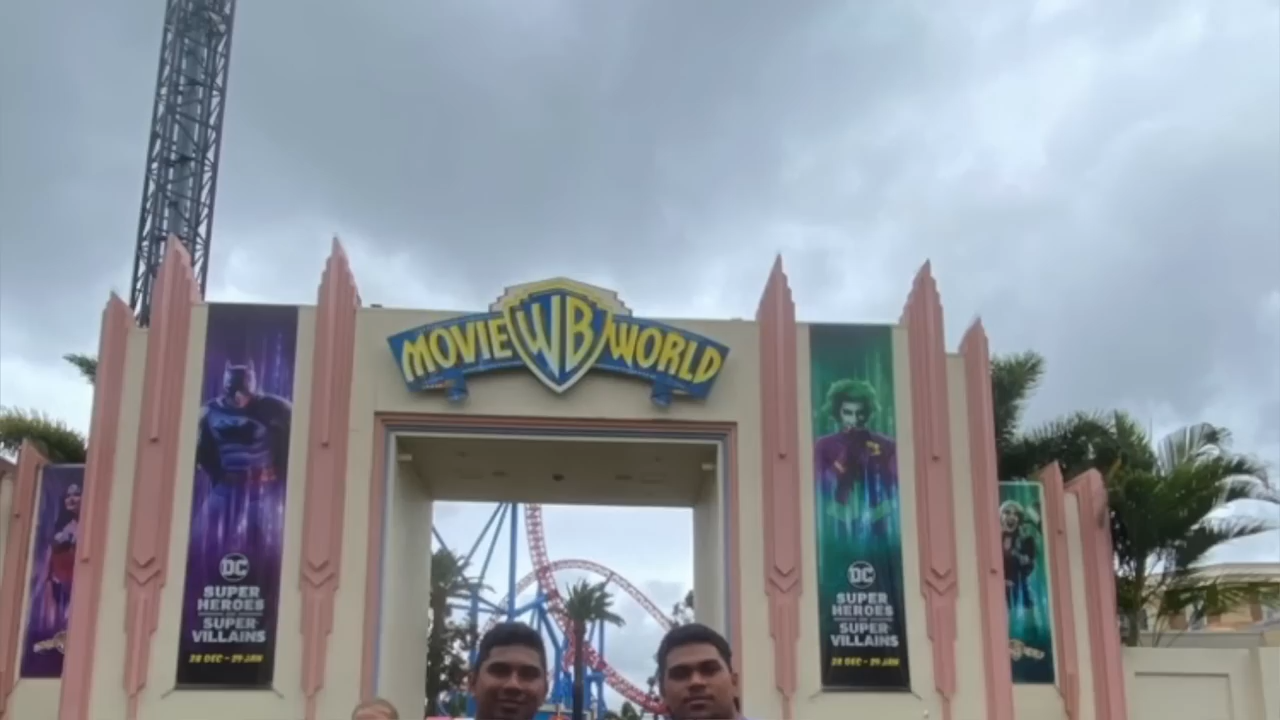 MOVIE WB WORLD
DC
SUPER
HEROES
SUPER
VILLAINS
28 DEC - 29 JAN
DC
SUPER
HEROES
SUPER
VILLAINS
28 DEC - 29 JAN